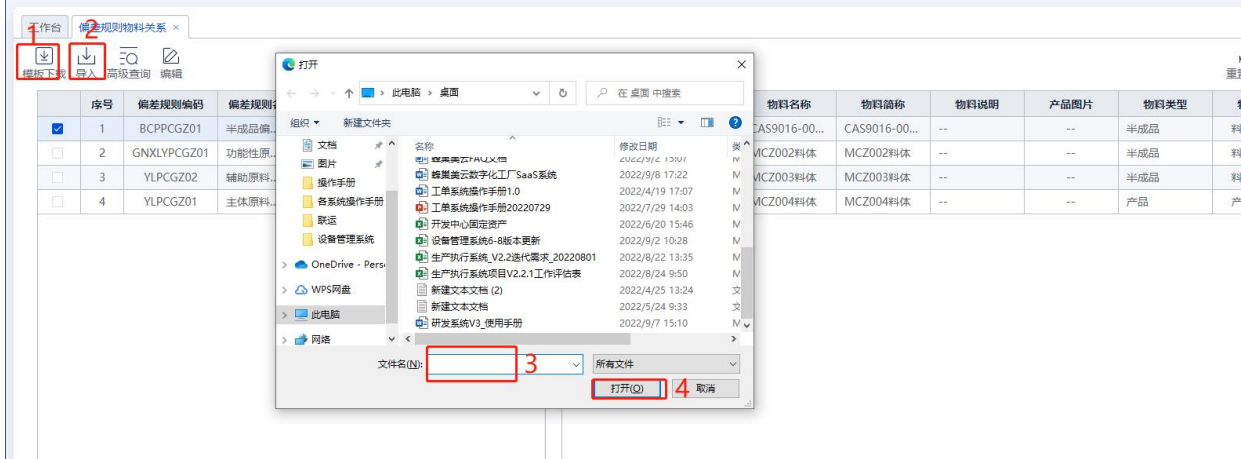 工作台 偏差规则物料关系 ×
1 2
模板下载 导入 高级查询 编辑
序号 偏差规则编码 物料名称 物料简称 物料说明 产品图片 物料类型
1 BCPPCGZ01 半成品偏... CAS9016-00... CAS9016-00... -- -- 半成品
2 GNXLYPCGZ01 功能性原... MCZ002料体 MCZ002料体 -- -- 半成品
3 YLPCGZ02 辅助原料... MCZ003料体 MCZ003料体 -- -- 半成品
4 YLPCGZ01 主体原料... MCZ004料体 MCZ004料体 -- -- 产品
打开
此电脑 › 桌面 在 桌面 中搜索
组织 新建文件夹
文档
图片
操作手册
各系统操作手册
联运
设备管理系统
OneDrive - Pers
WPS网盘
此电脑
网络
名称 修改日期
蜂巢美云FAQ文档 2022/9/2 15:07
蜂巢美云数字化工厂SaaS系统 2022/9/8 17:22
工单系统操作手册1.0 2022/4/19 17:07
工单系统操作手册20220729 2022/7/29 14:03
开发中心固定资产 2022/6/20 15:46
设备管理系统6-8版本更新 2022/9/2 10:28
生产执行系统_V2.2迭代需求_20220801 2022/8/22 13:35
生产执行系统项目V2.2.1工作评估表 2022/8/24 9:50
新建文本文档 (2) 2022/4/25 13:24
新建文本文档 2022/5/24 9:33
研发系统V3_使用手册 2022/9/7 15:10
文件名(N): 3 所有文件
打开(O) 4 取消